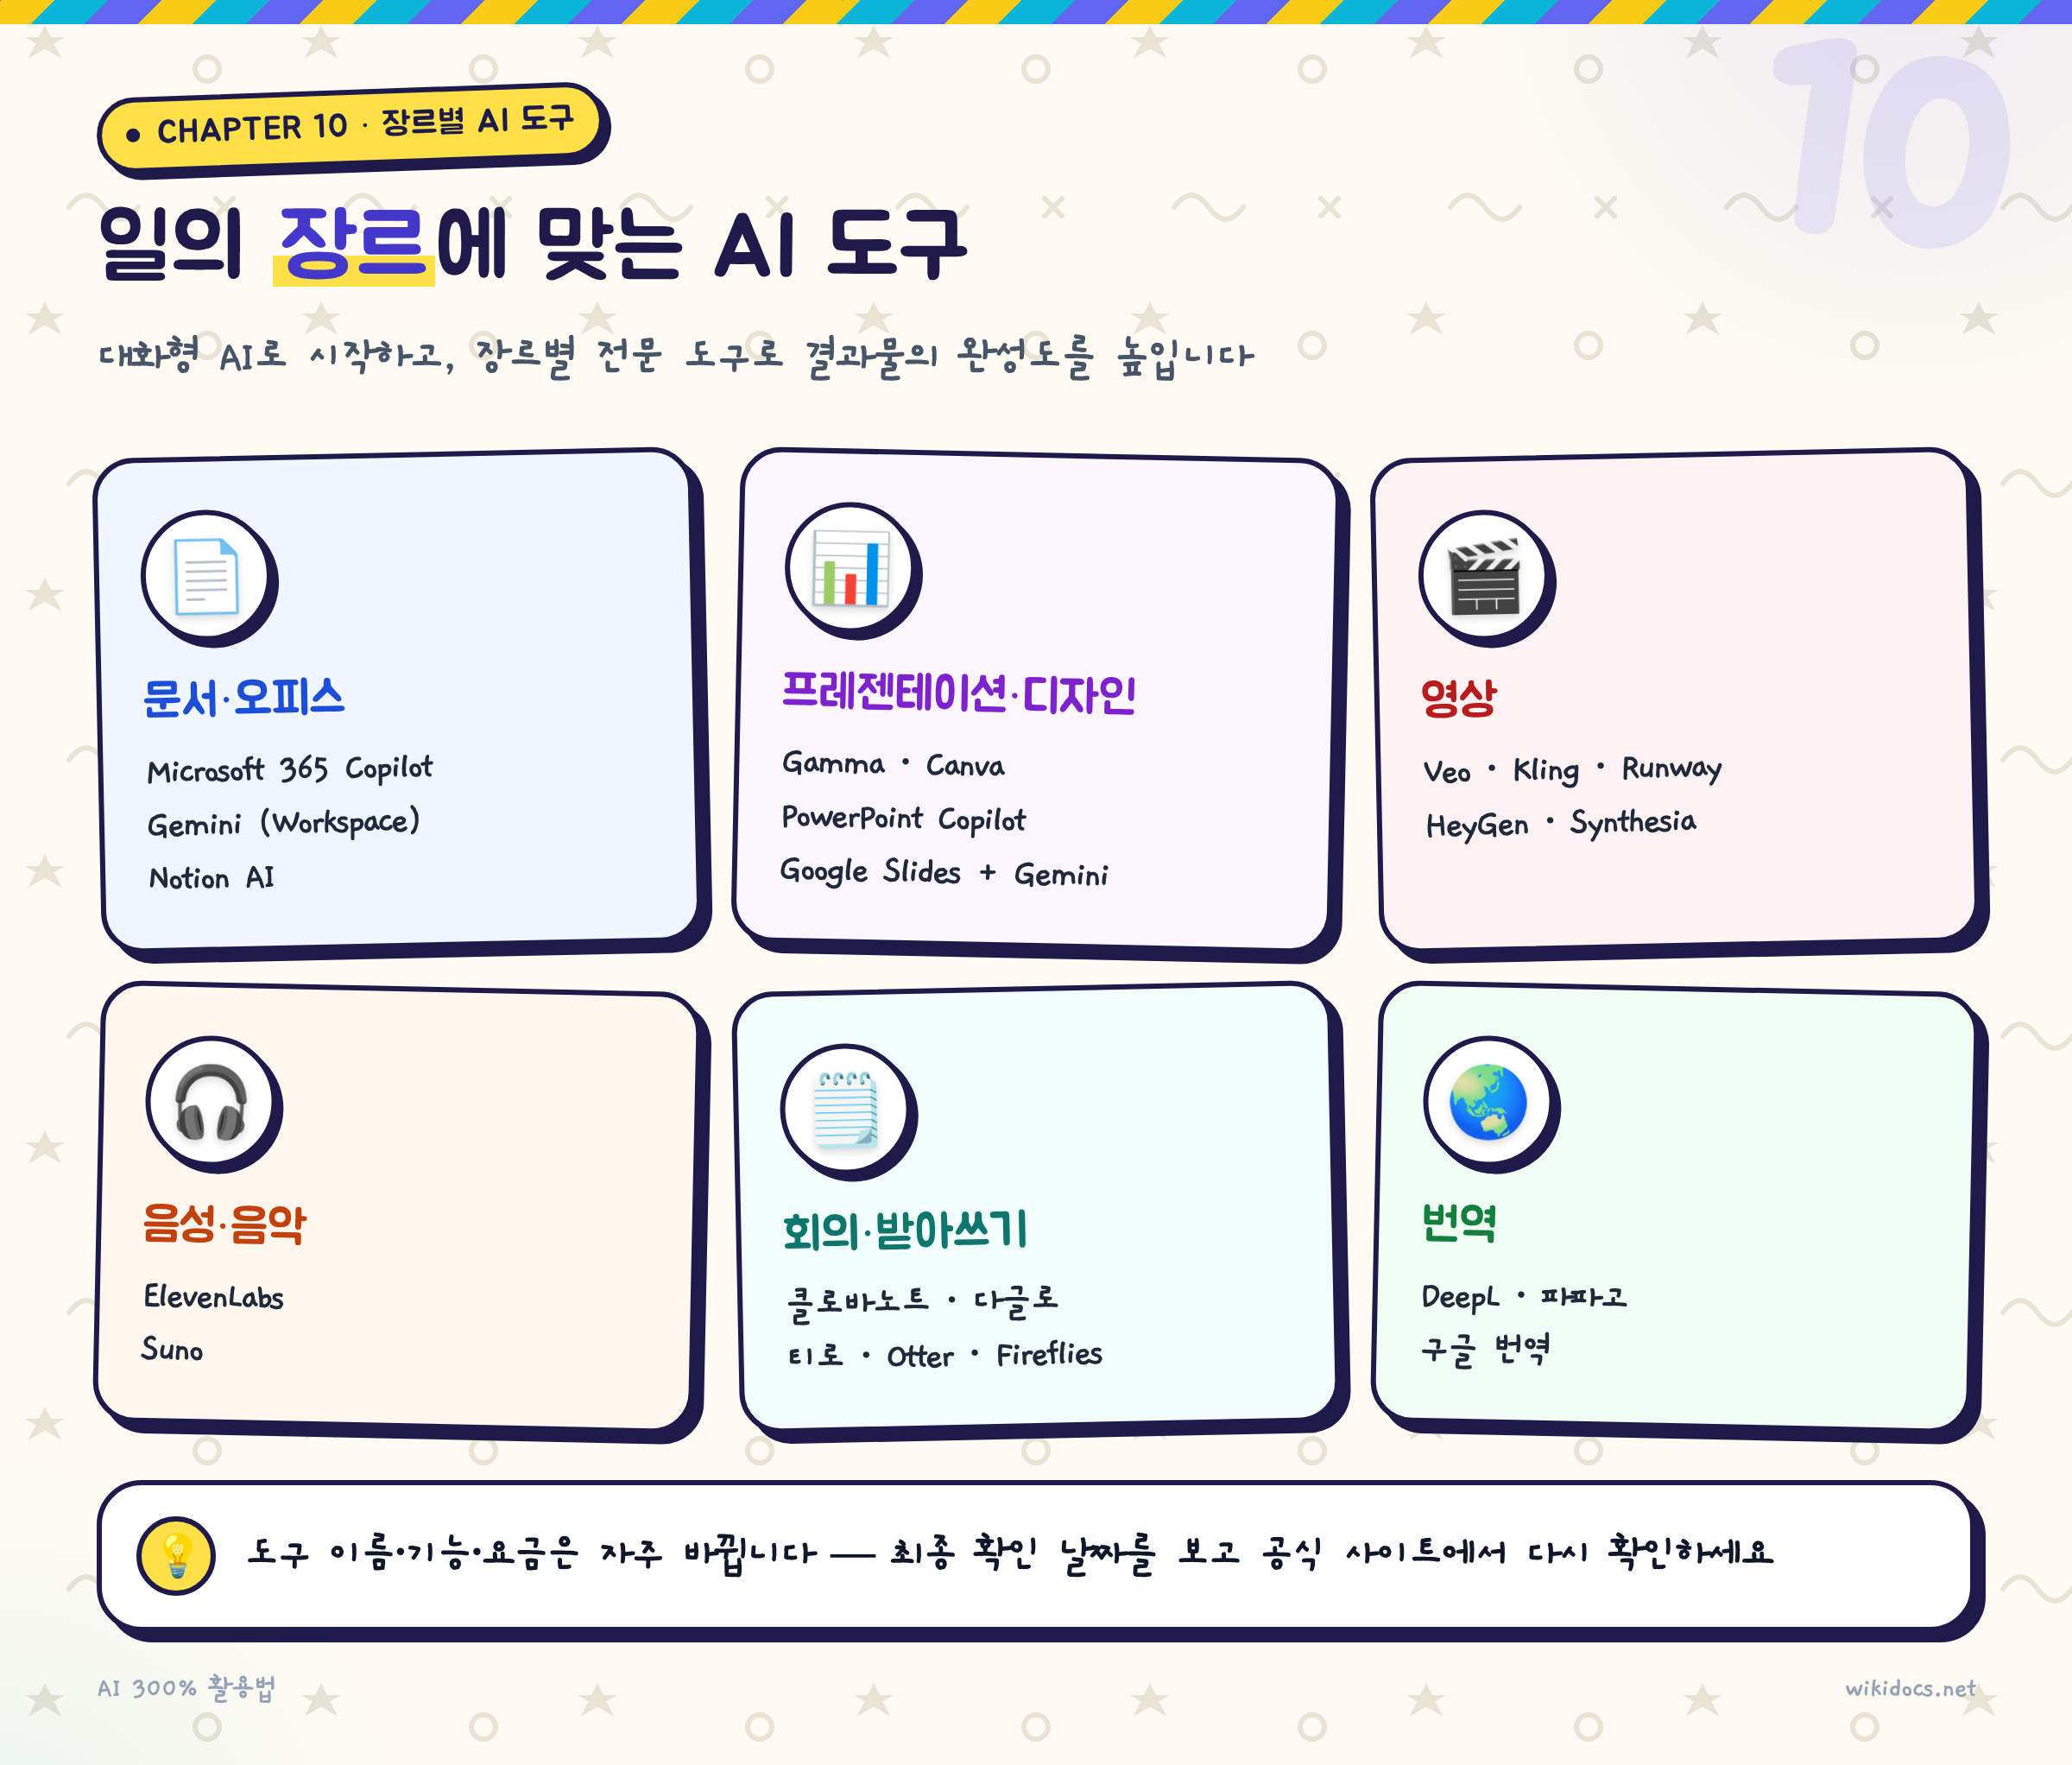 10
CHAPTER 10 · 장르별 AI 도구
일의 장르에 맞는 AI 도구
대화형 AI로 시작하고, 장르별 전문 도구로 결과물의 완성도를 높입니다
문서·오피스
Microsoft 365 Copilot
Gemini (Workspace)
Notion AI
프레젠테이션·디자인
Gamma · Canva
PowerPoint Copilot
Google Slides + Gemini
영상
Veo · Kling · Runway
HeyGen · Synthesia
음성·음악
ElevenLabs
Suno
회의·받아쓰기
클로바노트 · 다글로
티로 · Otter · Fireflies
번역
DeepL · 파파고
구글 번역
도구 이름·기능·요금은 자주 바뀝니다 — 최종 확인 날짜를 보고 공식 사이트에서 다시 확인하세요
AI 300% 활용법
wikidocs.net